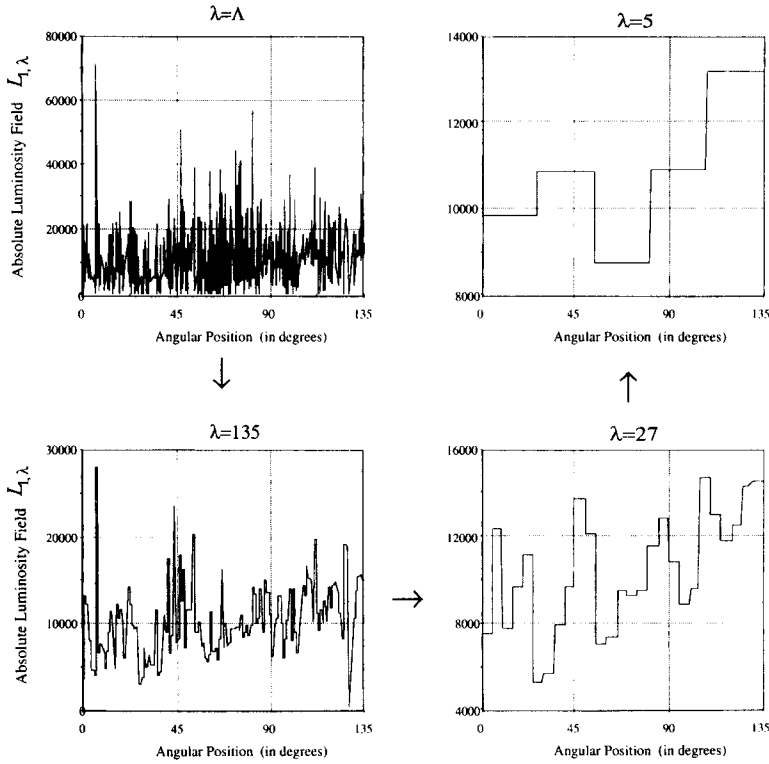 λ=Λ
Absolute Luminosity Field L1,λ
80000
60000
40000
20000
0
0 45 90 135
Angular Position (in degrees)
λ=5
14000
12000
10000
8000
0 45 90 135
Angular Position (in degrees)
λ=135
Absolute Luminosity Field L1,λ
30000
20000
10000
0
0 45 90 135
Angular Position (in degrees)
λ=27
16000
12000
8000
4000
0 45 90 135
Angular Position (in degrees)